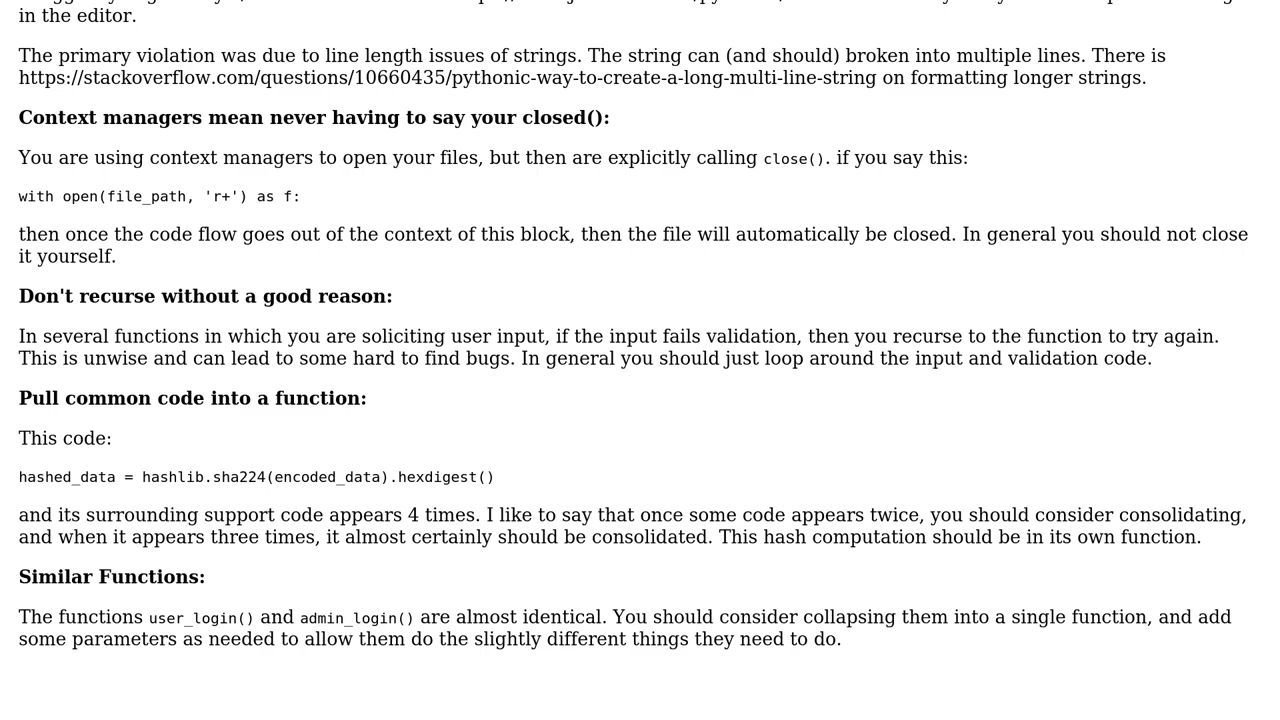 in the editor.
The primary violation was due to line length issues of strings. The string can (and should) broken into multiple lines. There is
https://stackoverflow.com/questions/10660435/pythonic-way-to-create-a-long-multi-line-string on formatting longer strings.
Context managers mean never having to say your closed():
You are using context managers to open your files, but then are explicitly calling close(). if you say this:
with open(file_path, 'r+') as f:
then once the code flow goes out of the context of this block, then the file will automatically be closed. In general you should not close
it yourself.
Don't recurse without a good reason:
In several functions in which you are soliciting user input, if the input fails validation, then you recurse to the function to try again.
This is unwise and can lead to some hard to find bugs. In general you should just loop around the input and validation code.
Pull common code into a function:
This code:
hashed_data = hashlib.sha224(encoded_data).hexdigest()
and its surrounding support code appears 4 times. I like to say that once some code appears twice, you should consider consolidating,
and when it appears three times, it almost certainly should be consolidated. This hash computation should be in its own function.
Similar Functions:
The functions user_login() and admin_login() are almost identical. You should consider collapsing them into a single function, and add
some parameters as needed to allow them do the slightly different things they need to do.